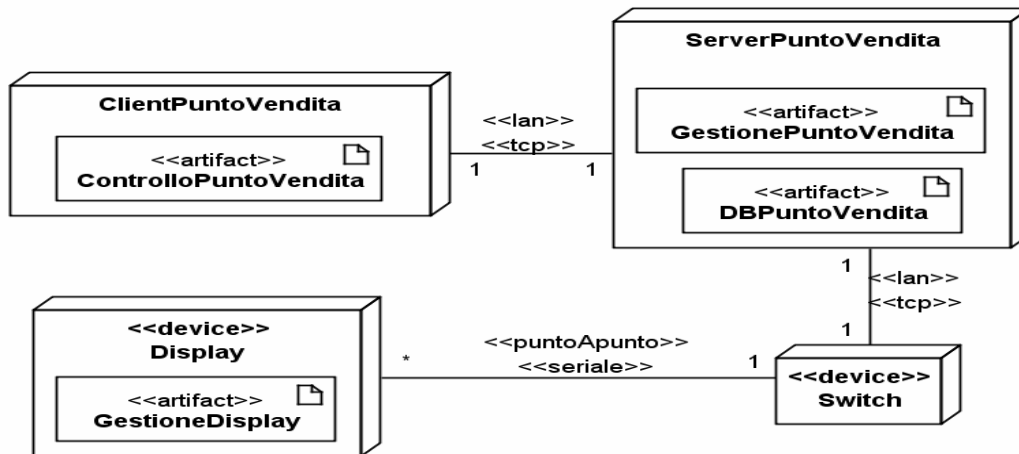 ServerPuntoVendita
<<artifact>>
GestionePuntoVendita
<<artifact>>
DBPuntoVendita
ClientPuntoVendita
<<artifact>>
ControlloPuntoVendita
<<lan>>
<<tcp>>
1
1
1
<<lan>>
<<tcp>>
1
<<device>>
Display
<<artifact>>
GestioneDisplay
*
<<puntoApunto>>
<<seriale>>
1
<<device>>
Switch